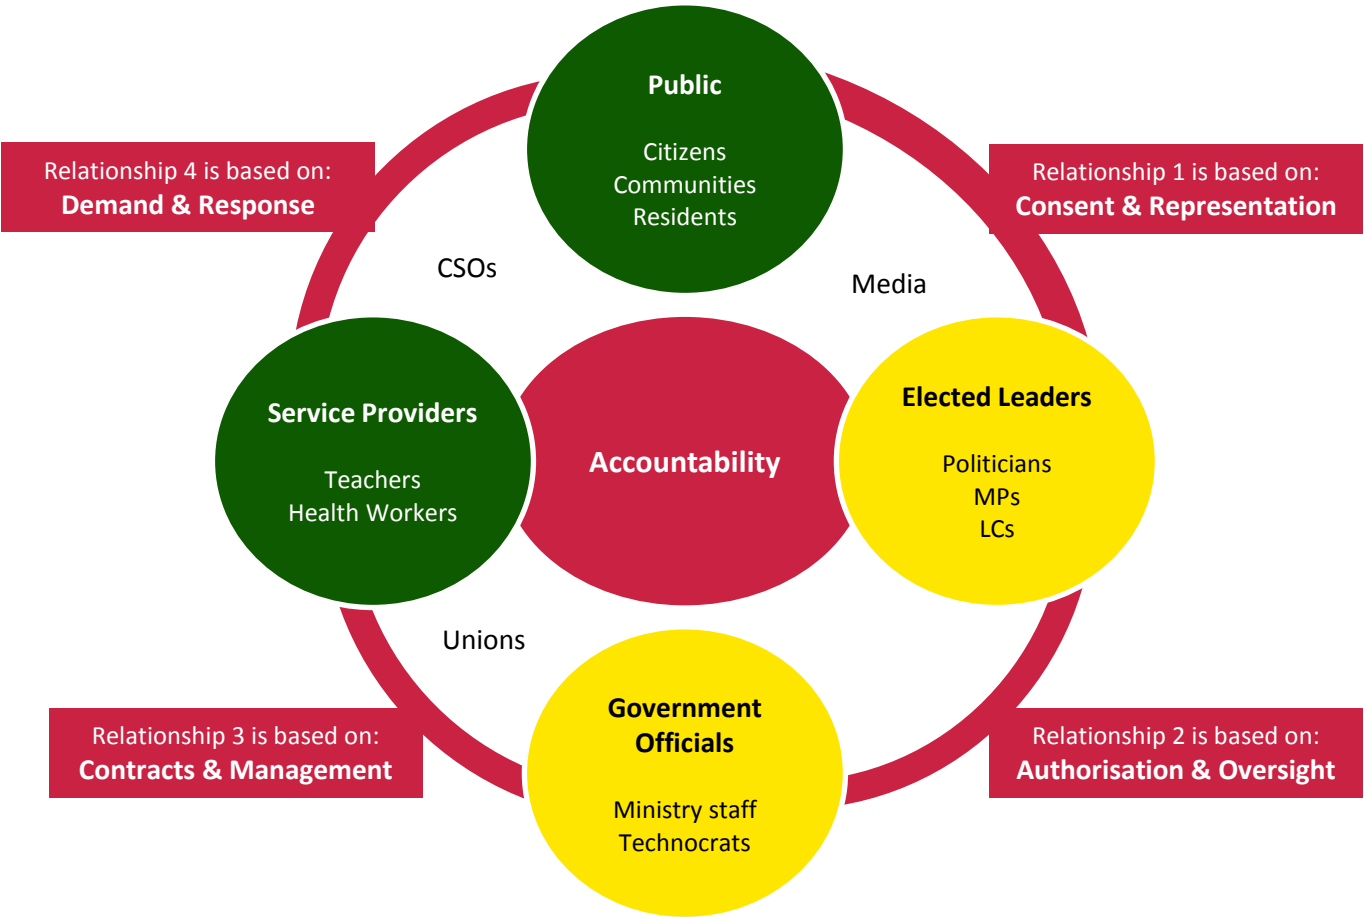 Public
Citizens
Communities
Residents
Relationship 4 is based on:
Demand & Response
Relationship 1 is based on:
Consent & Representation
CSOs
Media
Service Providers
Teachers
Health Workers
Accountability
Elected Leaders
Politicians
MPs
LCs
Unions
Government
Officials
Ministry staff
Technocrats
Relationship 3 is based on:
Contracts & Management
Relationship 2 is based on:
Authorisation & Oversight